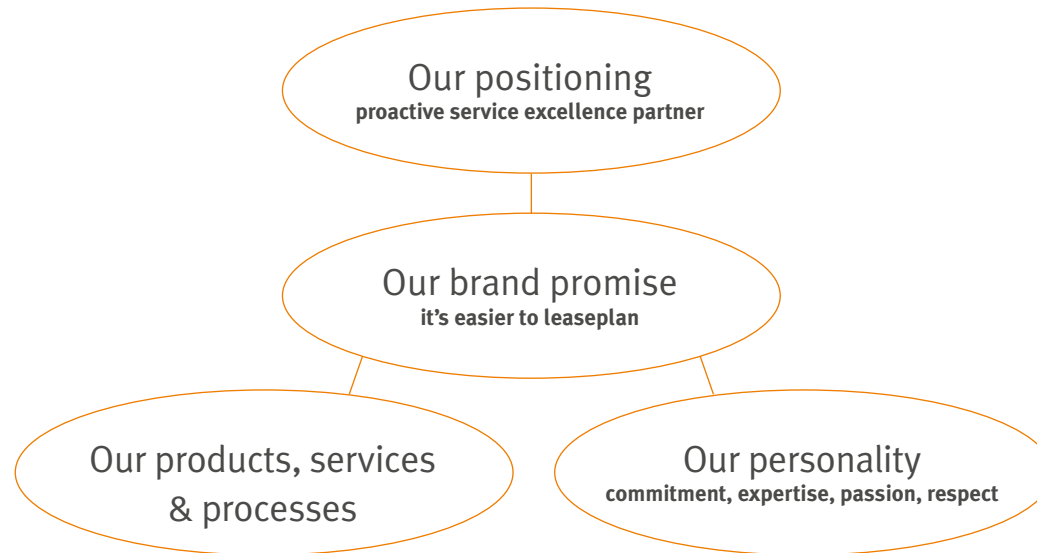 Our positioning
proactive service excellence partner
Our brand promise
it’s easier to leaseplan
Our products, services
& processes
Our personality
commitment, expertise, passion, respect